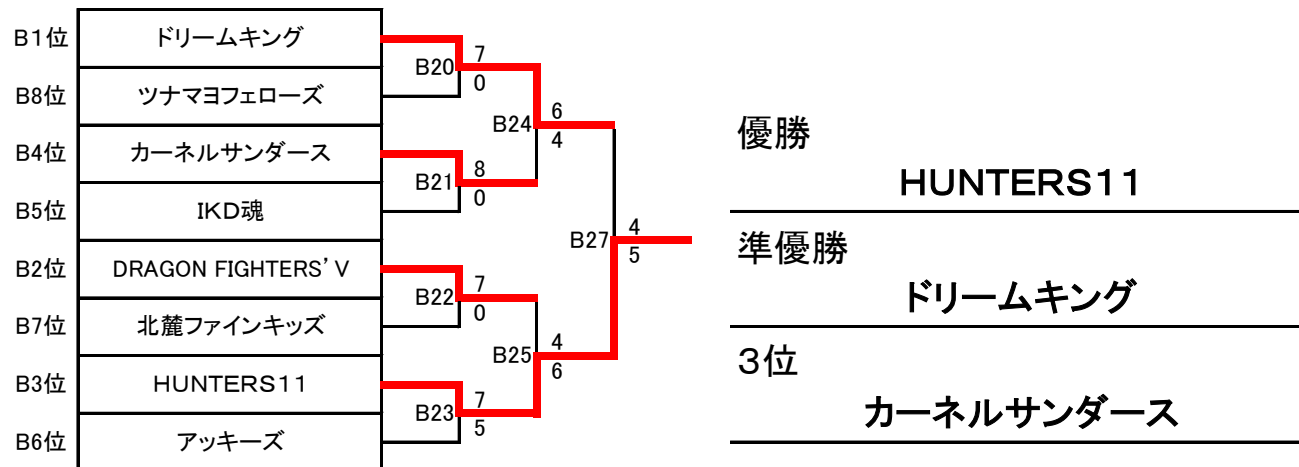 B1位 ドリームキング
B20 7
0
B8位 ツナマヨフェローズ
B24 6
4
B4位 カーネルサンダース
B21 8
0
B5位 IKD魂
B27 4
5
B2位 DRAGON FIGHTERS'V
B22 7
0
B7位 北麓ファインキッズ
B25 4
6
B3位 HUNTERS11
B23 7
5
B6位 アッキーズ
優勝
HUNTERS11
準優勝
ドリームキング
3位
カーネルサンダース